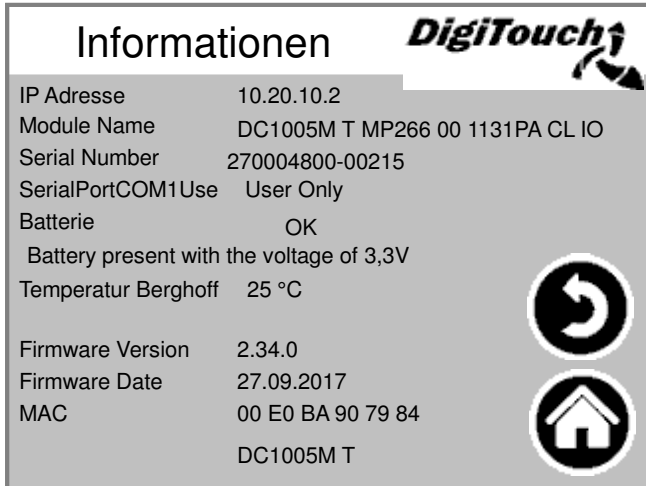 Informationen
DigiTouch
IP Adresse 10.20.10.2
Module Name DC1005M T MP266 00 1131PA CL IO
Serial Number 270004800-00215
SerialPortCOM1Use User Only
Batterie OK
Battery present with the voltage of 3,3V
Temperatur Berghoff 25 °C
Firmware Version 2.34.0
Firmware Date 27.09.2017
MAC 00 E0 BA 90 79 84
DC1005M T